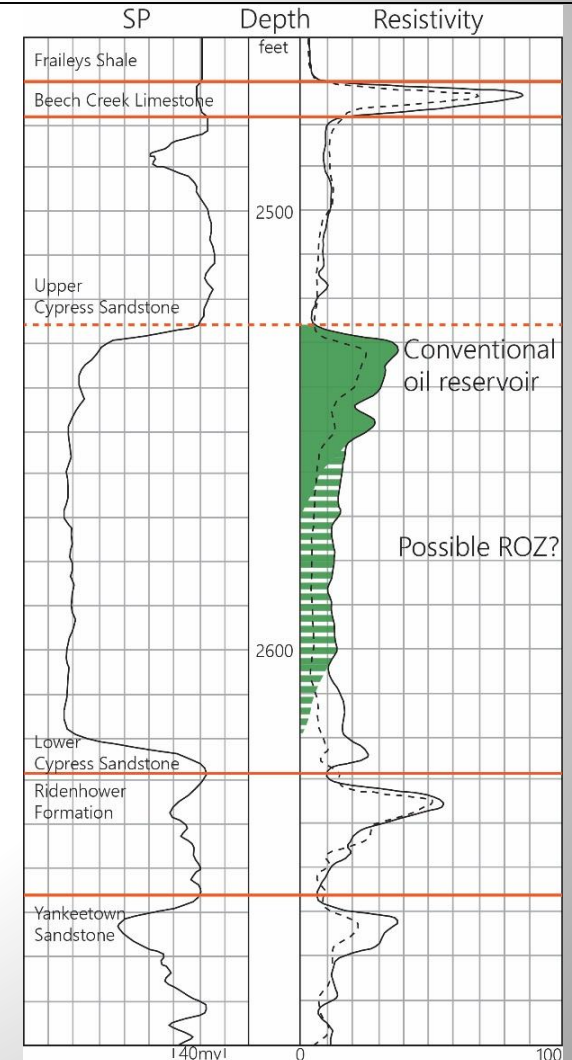 SP
Depth
Resistivity
feet
Fraileys Shale
Beech Creek Limestone
2500
Upper
Cypress Sandstone
Conventional
oil reservoir
Possible ROZ?
2600
Lower
Cypress Sandstone
Ridenhower
Formation
Yankeetown
Sandstone
140mv
0
100